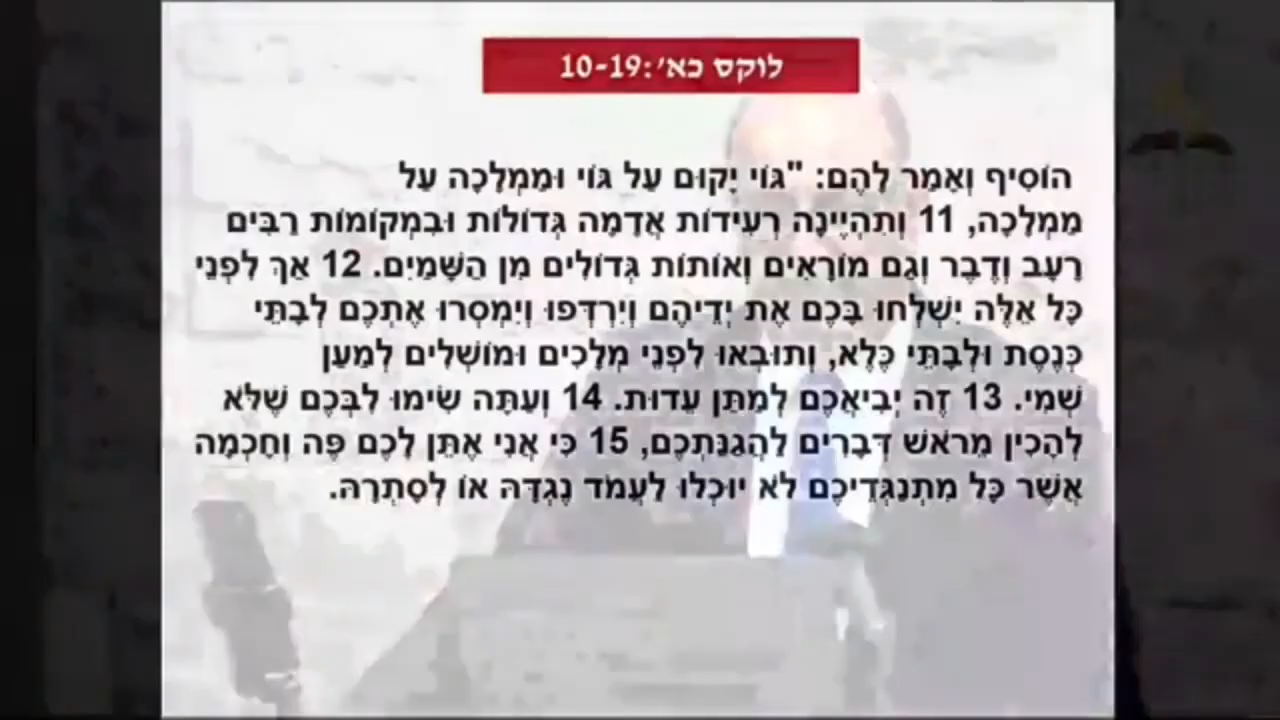 לוקס כא׳:10-19
הוֹסִיף וְאָמַר לָהֶם: "גּוֹי יָקוּם עַל גּוֹי וּמַמְלָכָה עַל
מַמְלָכָה, 11 וְתִהְיֶינָה רְעִידוֹת אֲדָמָה גְּדוֹלוֹת וּבִמְקוֹמוֹת רַבִּים
רָעָב וְדֶבֶר וְגַם מוֹרָאִים וְאוֹתוֹת גְּדוֹלִים מִן הַשָּׁמַיִם. 12 אַךְ לִפְנֵי
כָּל אֵלֶּה יִשְׁלְחוּ בָּכֶם אֶת יְדֵיהֶם וְיִרְדְּפוּ וְיִמְסְרוּ אֶתְכֶם לְבָתֵּי
כְּנֶסֶת וּלְבָתֵּי כֶּלֶא, וְתוּבְאוּ לִפְנֵי מְלָכִים וּמוֹשְׁלִים לְמַעַן
שְׁמִי. 13 זֶה יְבִיאֲכֶם לְמַתַּן עֵדוּת. 14 וְעַתָּה שִׂימוּ לִבְּכֶם שֶׁלֹּא
לְהָכִין מֵרֹאשׁ דְּבָרִים לַהֲגַנַּתְכֶם, 15 כִּי אֲנִי אֶתֵּן לָכֶם פֶּה וְחָכְמָה
אֲשֶׁר כָּל מִתְנַגְּדֵיכֶם לֹא יוּכְלוּ לַעֲמֹד נֶגְדָּהּ אוֹ לְסָתְרָהּ.